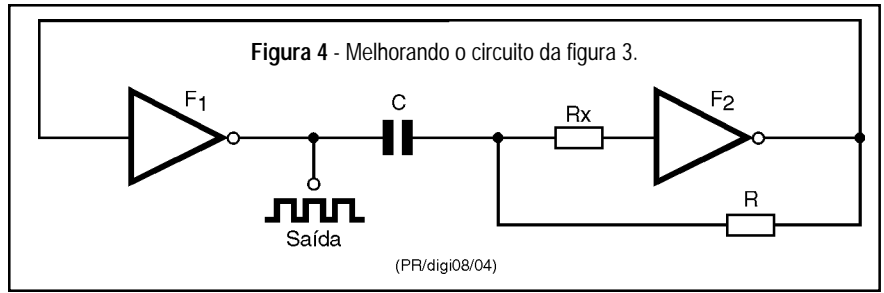 Figura 4 - Melhorando o circuito da figura 3.
F1
C
Rx
F2
R
Saída
(PR/digi08/04)